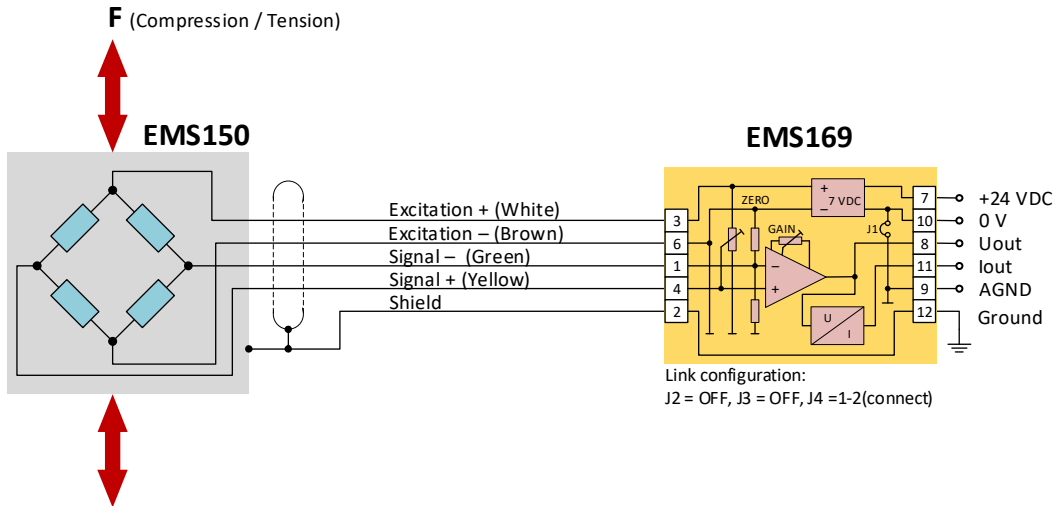 F (Compression / Tension)
EMS150
EMS169
Excitation + (White)
Excitation – (Brown)
Signal – (Green)
Signal + (Yellow)
Shield
3
6
1
4
2
ZERO
GAIN
+
–
7 VDC
J1
–
+
U
I
7
10
8
11
9
12
+24 VDC
0 V
Uout
Iout
AGND
Ground
Link configuration:
J2 = OFF, J3 = OFF, J4 =1-2(connect)